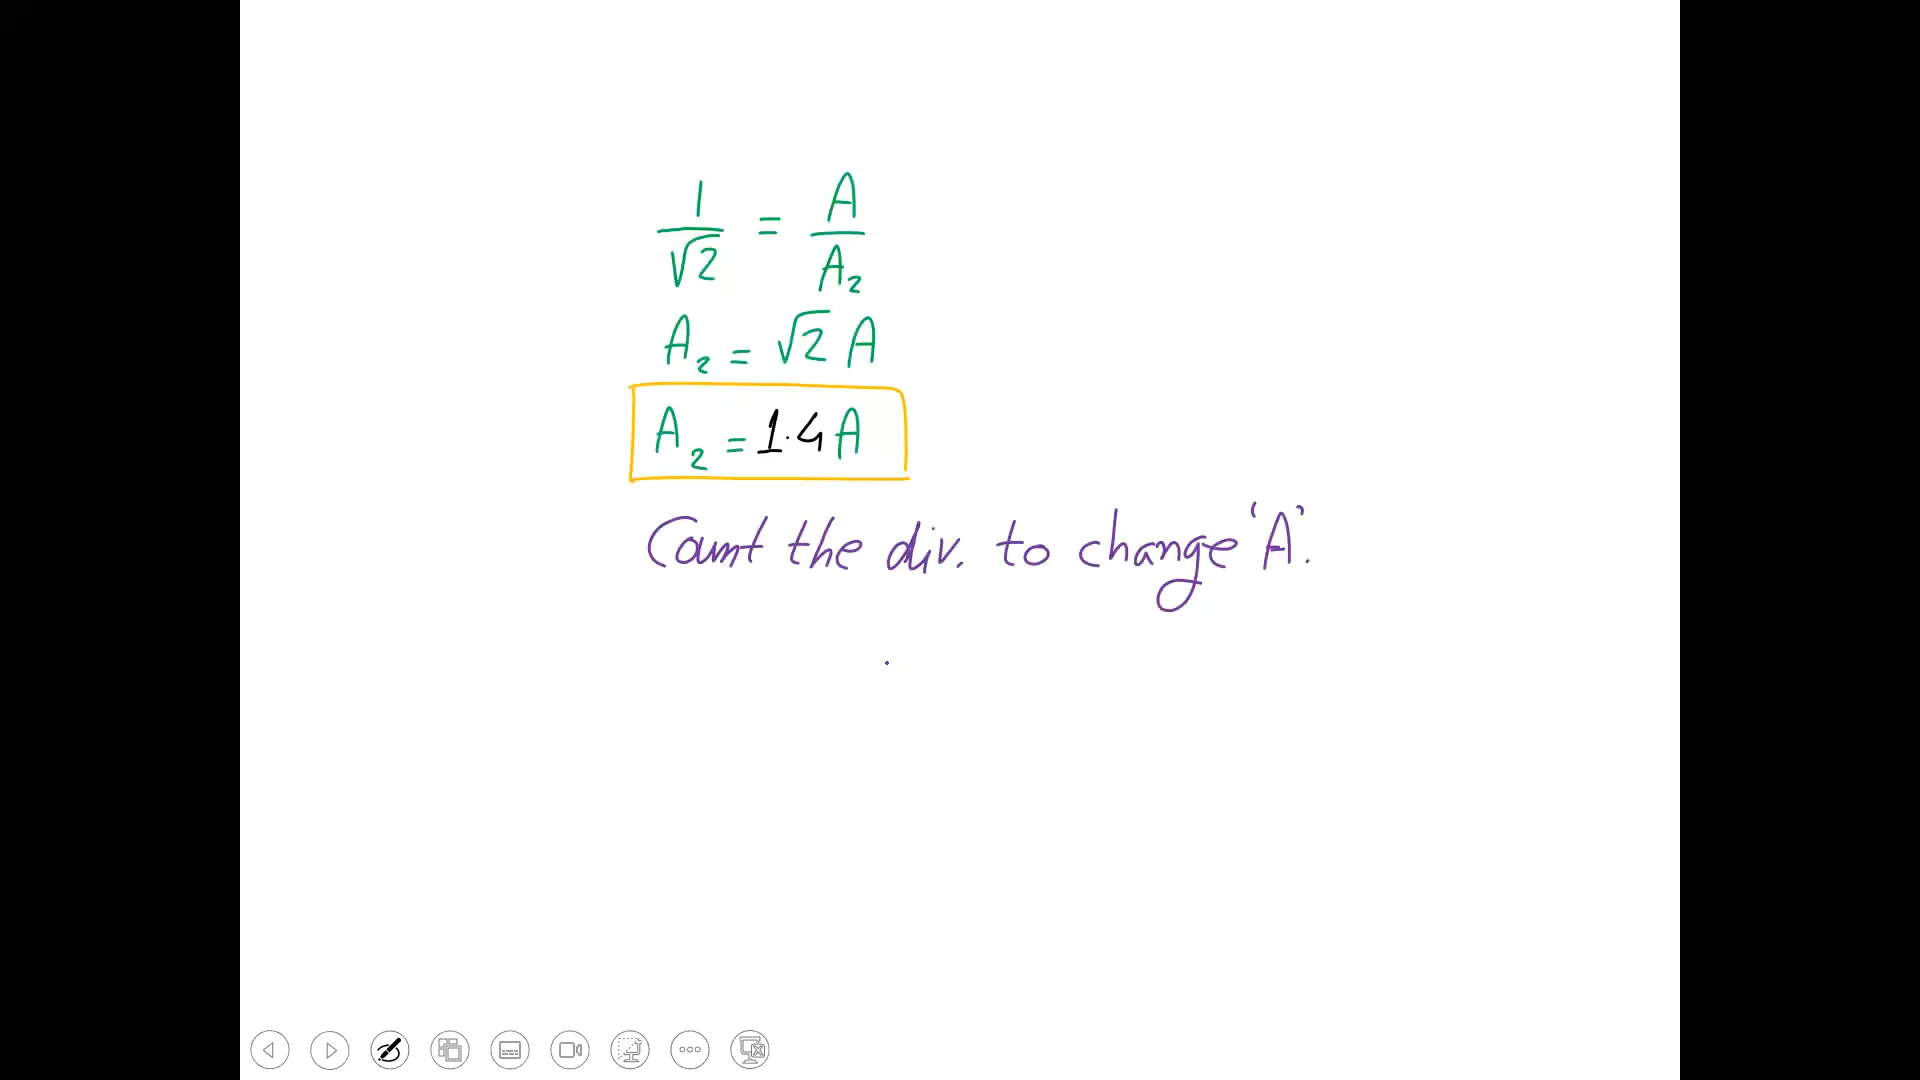 1/√2 = A/A₂
A₂ = √2 A
A₂ = 1.4 A
Count the div. to change 'A'.